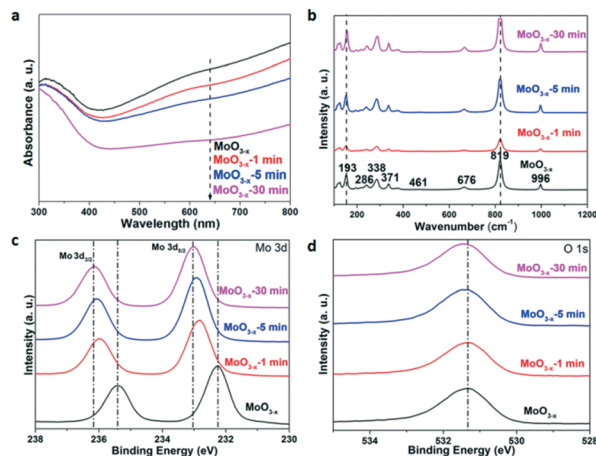 a
Absorbance (a. u.)
MoO3-x
MoO3-x-1 min
MoO3-x-5 min
MoO3-x-30 min
300 400 500 600 700 800
Wavelength (nm)
b
Intensity (a. u.)
MoO3-x-30 min
MoO3-x-5 min
MoO3-x-1 min
MoO3-x
193
286
338
371
461
676
819
996
200 400 600 800 1000 1200
Wavenumber (cm-1)
c
Mo 3d
Mo 3d3/2
Mo 3d5/2
Intensity (a. u.)
MoO3-x-30 min
MoO3-x-5 min
MoO3-x-1 min
MoO3-x
238 236 234 232 230
Binding Energy (eV)
d
O 1s
Intensity (a. u.)
MoO3-x-30 min
MoO3-x-5 min
MoO3-x-1 min
MoO3-x
534 532 530 528
Binding Energy (eV)